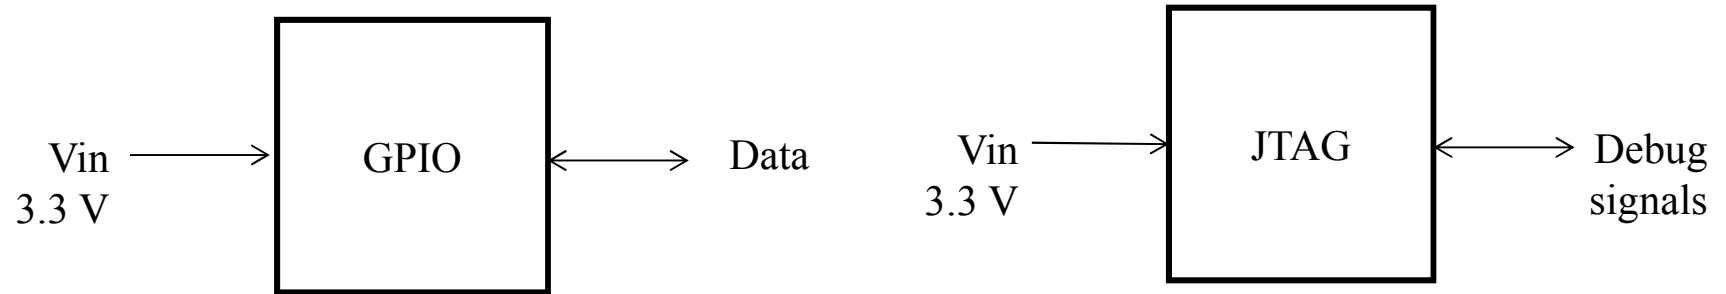 Vin
3.3 V
GPIO
Data
Vin
3.3 V
JTAG
Debug
signals